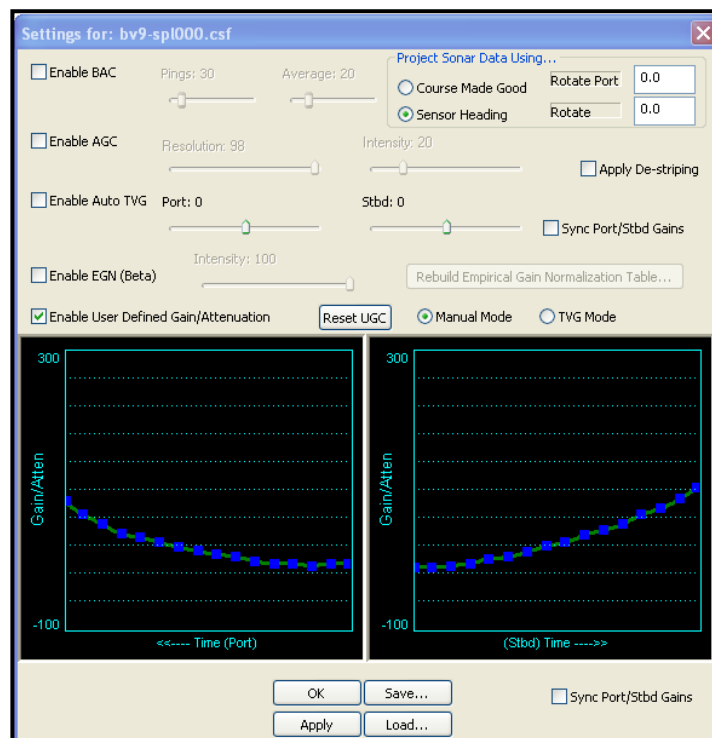 Settings for: bv9-spl000.csf
Project Sonar Data Using...
Enable BAC
Pings: 30
Average: 20
Course Made Good
Rotate Port
0.0
Sensor Heading
Rotate
0.0
Enable AGC
Resolution: 98
Intensity: 20
Apply De-striping
Enable Auto TVG
Port: 0
Stbd: 0
Sync Port/Stbd Gains
Intensity: 100
Enable EGN (Beta)
Rebuild Empirical Gain Normalization Table...
Enable User Defined Gain/Attenuation
Reset UGC
Manual Mode
TVG Mode
300
Gain/Atten
-100
<<---- Time (Port)
300
Gain/Atten
-100
(Stbd) Time ---->>
OK
Save...
Sync Port/Stbd Gains
Apply
Load...